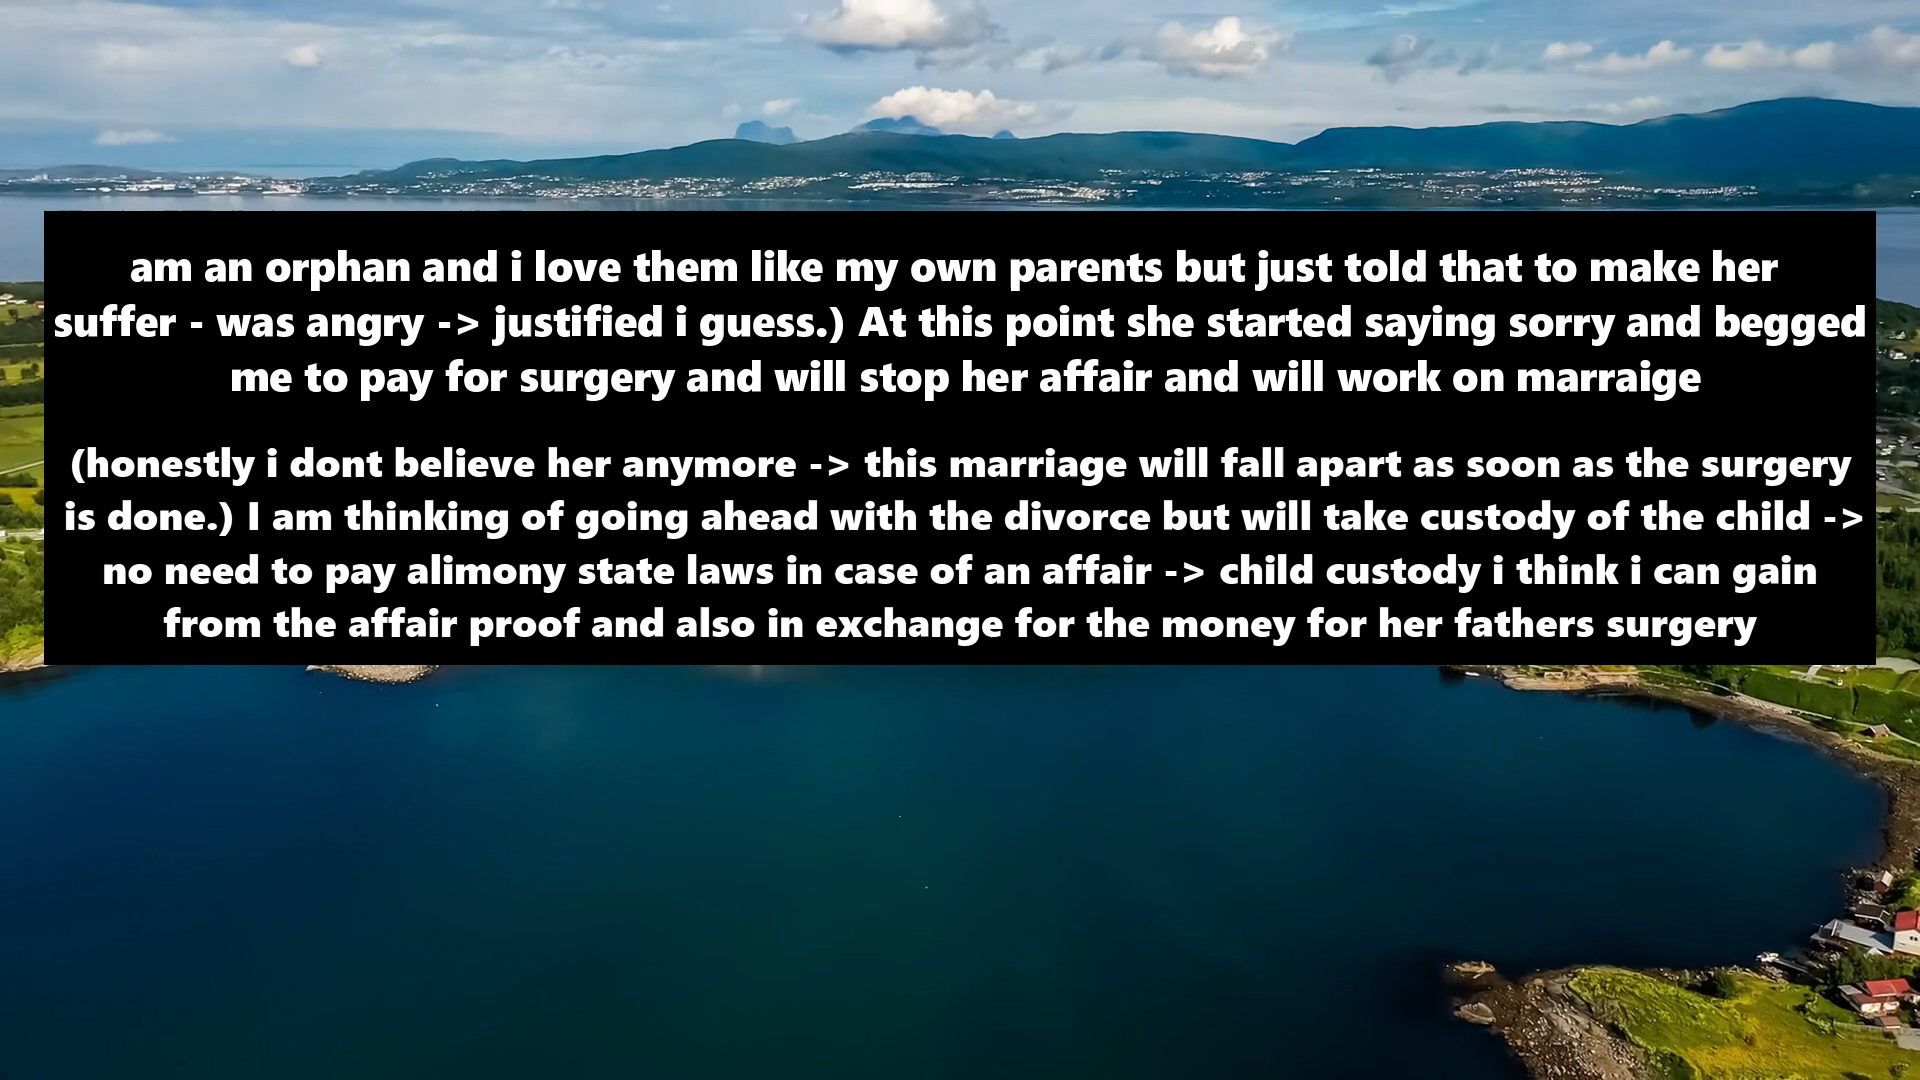 am an orphan and i love them like my own parents but just told that to make her
suffer - was angry -> justified i guess.) At this point she started saying sorry and begged
me to pay for surgery and will stop her affair and will work on marraige
(honestly i dont believe her anymore -> this marriage will fall apart as soon as the surgery
is done.) I am thinking of going ahead with the divorce but will take custody of the child ->
no need to pay alimony state laws in case of an affair -> child custody i think i can gain
from the affair proof and also in exchange for the money for her fathers surgery